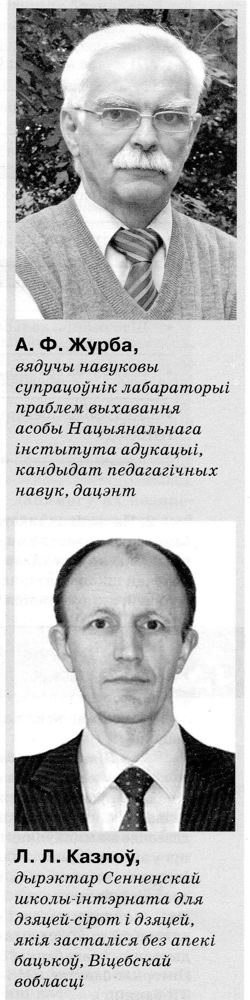 А. Ф. Журба,
вядучы навуковы
супрацоўнік лабараторыі
праблем выхавання
асобы Нацыянальнага
інстытута адукацыі,
кандыдат педагагічных
навук, дацэнт
Л. Л. Казлоў,
дырэктар Сенненскай
школы-інтэрната для
дзяцей-сірот і дзяцей,
якія засталіся без апекі
бацькоў, Віцебскай
вобласці